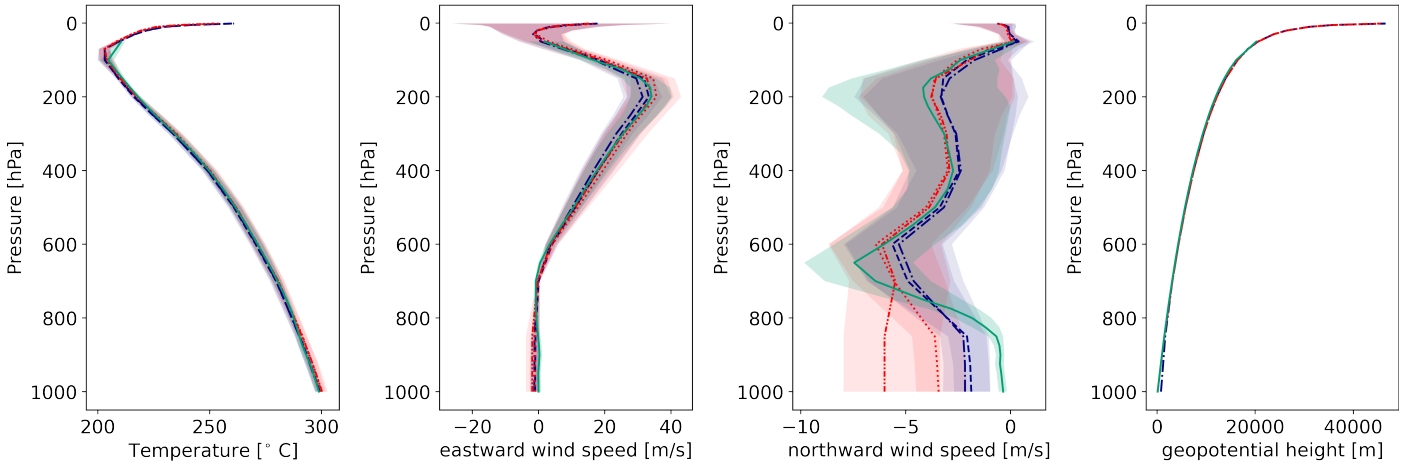 0
200
400
600
800
1000
Pressure [hPa]
200 250 300
Temperature [° C]
0
200
400
600
800
1000
Pressure [hPa]
−20 0 20 40
eastward wind speed [m/s]
0
200
400
600
800
1000
Pressure [hPa]
−10 −5 0
northward wind speed [m/s]
0
200
400
600
800
1000
Pressure [hPa]
0 20000 40000
geopotential height [m]